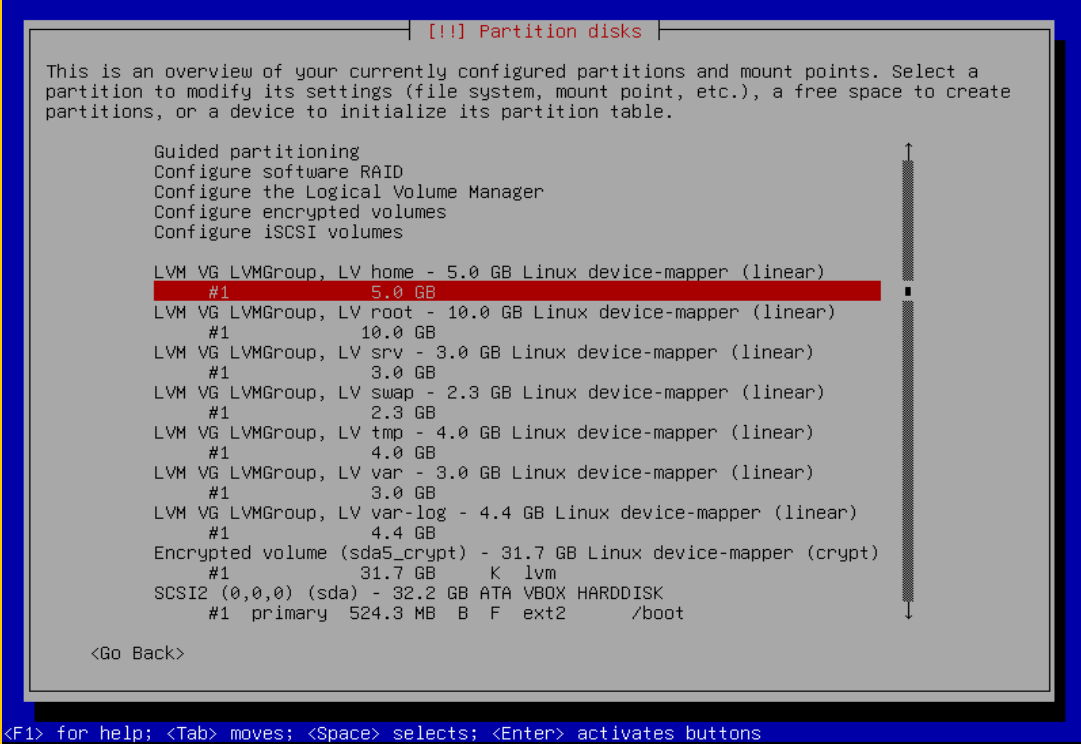 [!!] Partition disks
This is an overview of your currently configured partitions and mount points. Select a
partition to modify its settings (file system, mount point, etc.), a free space to create
partitions, or a device to initialize its partition table.
Guided partitioning
Configure software RAID
Configure the Logical Volume Manager
Configure encrypted volumes
Configure iSCSI volumes
LVM VG LVMGroup, LV home - 5.0 GB Linux device-mapper (linear)
#1 5.0 GB
LVM VG LVMGroup, LV root - 10.0 GB Linux device-mapper (linear)
#1 10.0 GB
LVM VG LVMGroup, LV srv - 3.0 GB Linux device-mapper (linear)
#1 3.0 GB
LVM VG LVMGroup, LV swap - 2.3 GB Linux device-mapper (linear)
#1 2.3 GB
LVM VG LVMGroup, LV tmp - 4.0 GB Linux device-mapper (linear)
#1 4.0 GB
LVM VG LVMGroup, LV var - 3.0 GB Linux device-mapper (linear)
#1 3.0 GB
LVM VG LVMGroup, LV var-log - 4.4 GB Linux device-mapper (linear)
#1 4.4 GB
Encrypted volume (sda5_crypt) - 31.7 GB Linux device-mapper (crypt)
#1 31.7 GB K lvm
SCSI2 (0,0,0) (sda) - 32.2 GB ATA VBOX HARDDISK
#1 primary 524.3 MB B F ext2 /boot
<Go Back>
<F1> for help; <Tab> moves; <Space> selects; <Enter> activates buttons